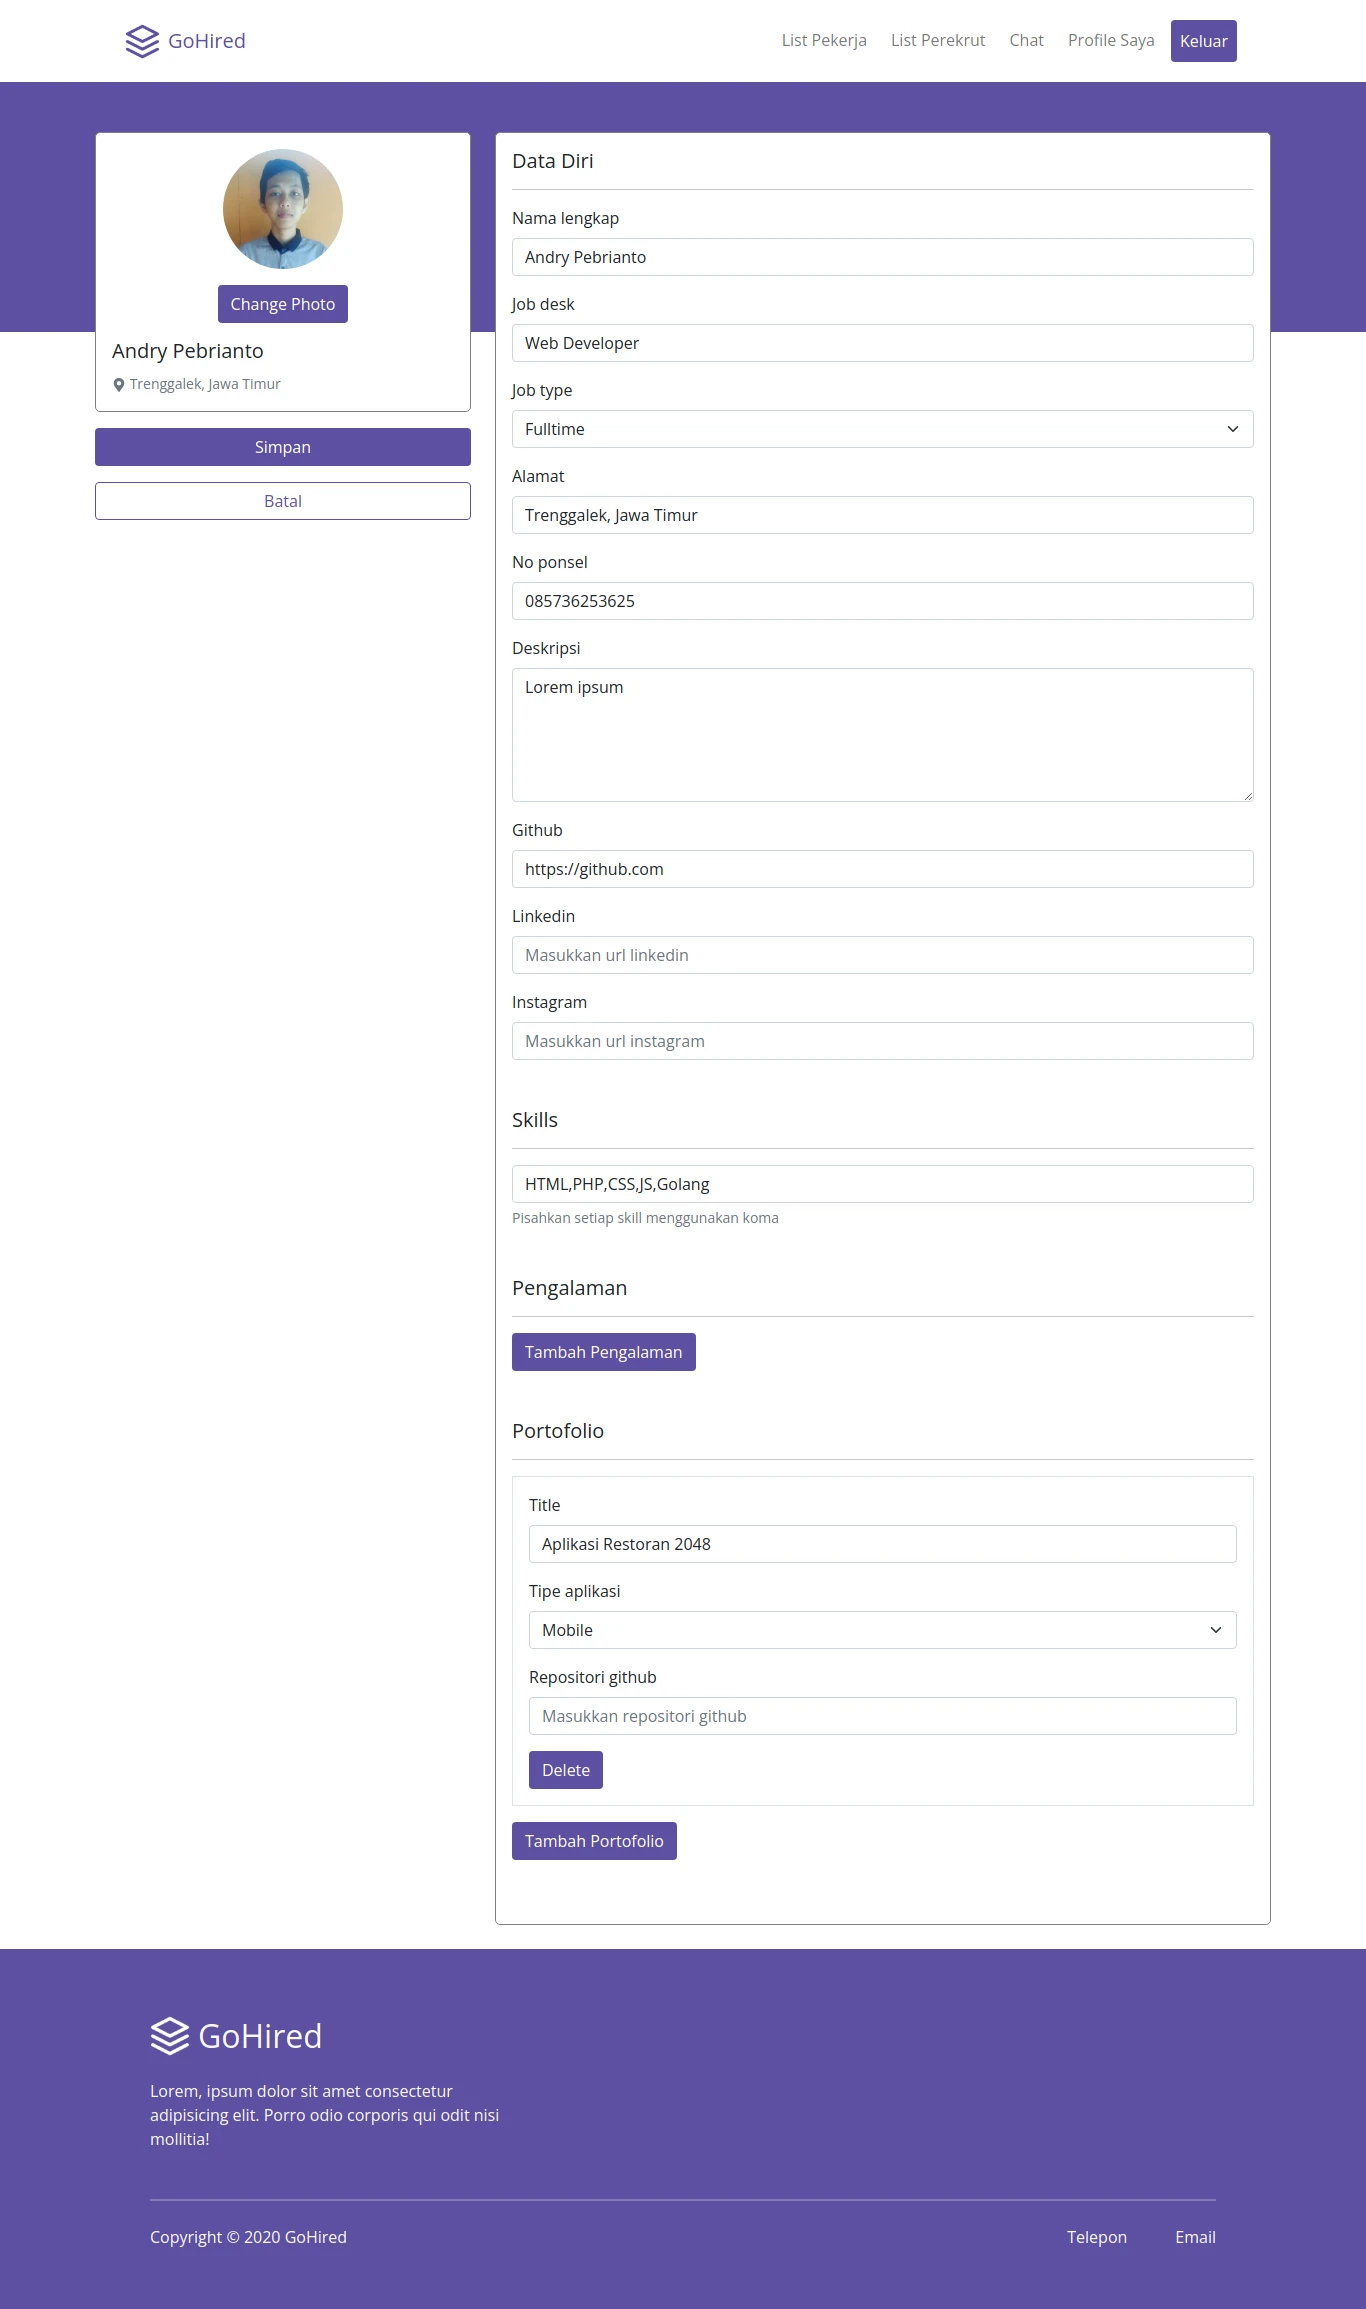 GoHired
List Pekerja
List Perekrut
Chat
Profile Saya
Keluar
Change Photo
Andry Pebrianto
Trenggalek, Jawa Timur
Simpan
Batal
Data Diri
Nama lengkap
Andry Pebrianto
Job desk
Web Developer
Job type
Fulltime
Alamat
Trenggalek, Jawa Timur
No ponsel
085736253625
Deskripsi
Lorem ipsum
Github
https://github.com
Linkedin
Masukkan url linkedin
Instagram
Masukkan url instagram
Skills
HTML,PHP,CSS,JS,Golang
Pisahkan setiap skill menggunakan koma
Pengalaman
Tambah Pengalaman
Portofolio
Title
Aplikasi Restoran 2048
Tipe aplikasi
Mobile
Repositori github
Masukkan repositori github
Delete
Tambah Portofolio
GoHired
Lorem, ipsum dolor sit amet consectetur
adipisicing elit. Porro odio corporis qui odit nisi
mollitia!
Copyright © 2020 GoHired
Telepon
Email